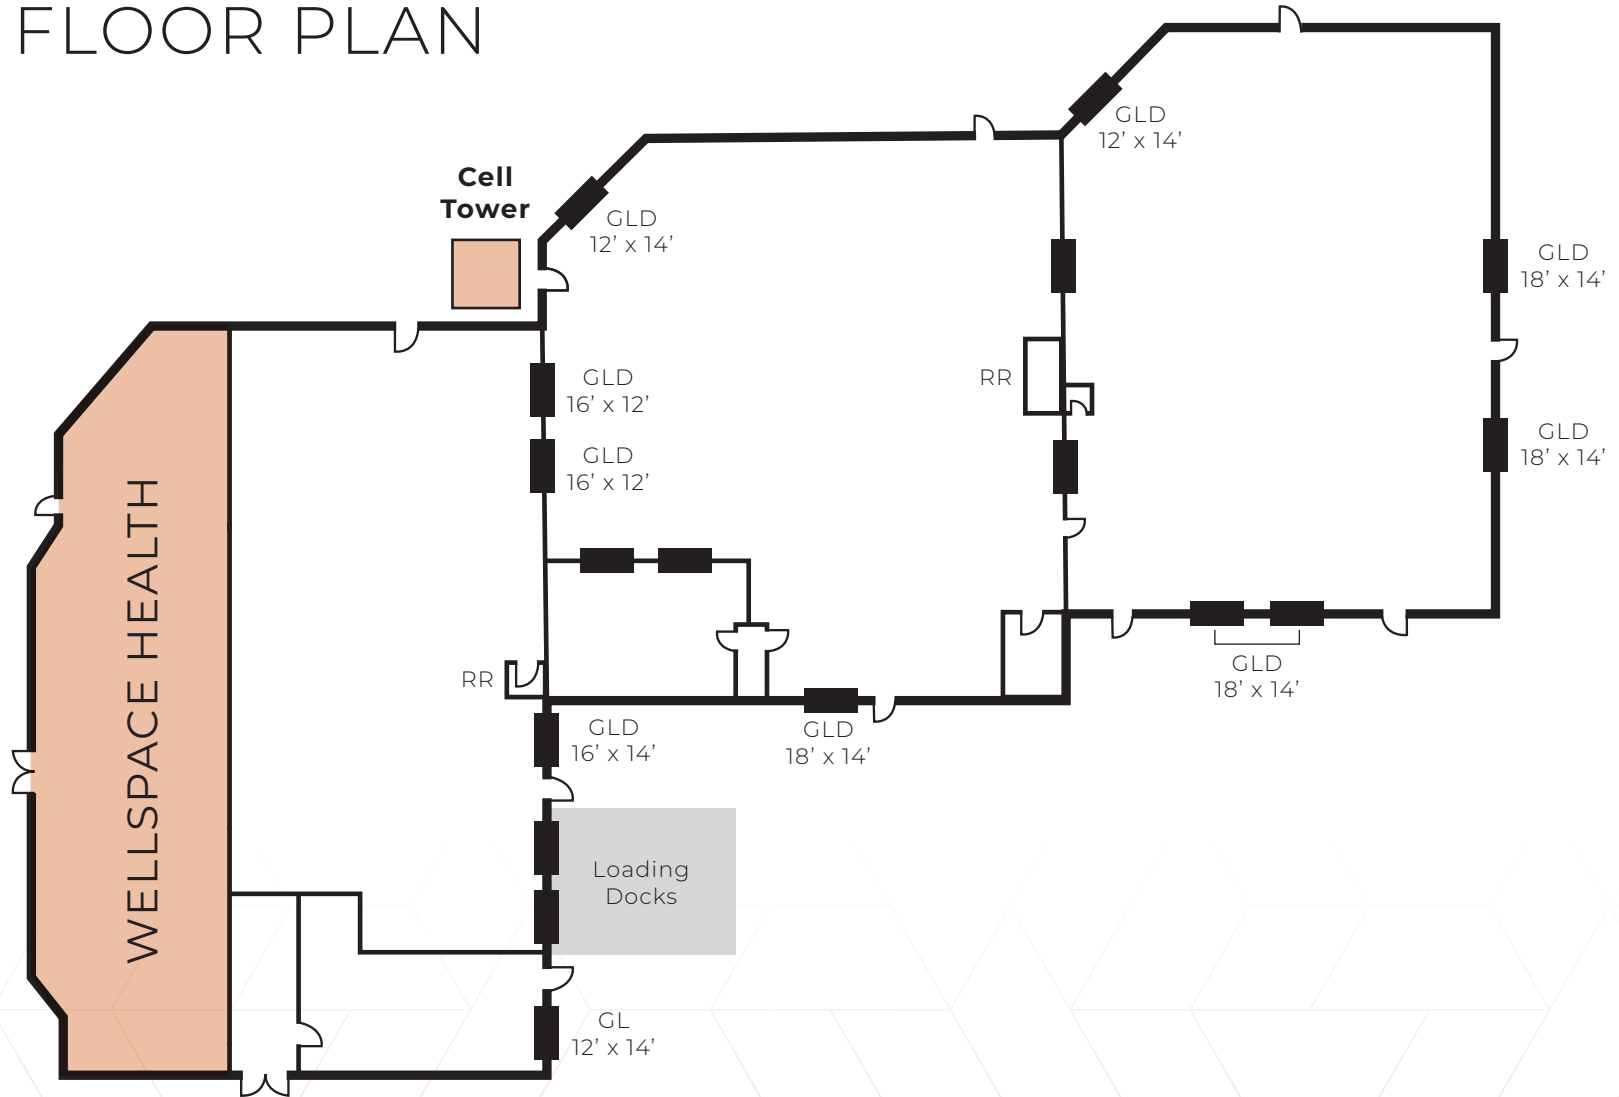 FLOOR PLAN
GLD
12’ x 14’
Cell
Tower
GLD
12’ x 14’
GLD
18’ x 14’
GLD
16’ x 12’
RR
GLD
18’ x 14’
GLD
16’ x 12’
WELLSPACE HEALTH
RR
GLD
18’ x 14’
GLD
16’ x 14’
GLD
18’ x 14’
Loading
Docks
GL
12’ x 14’